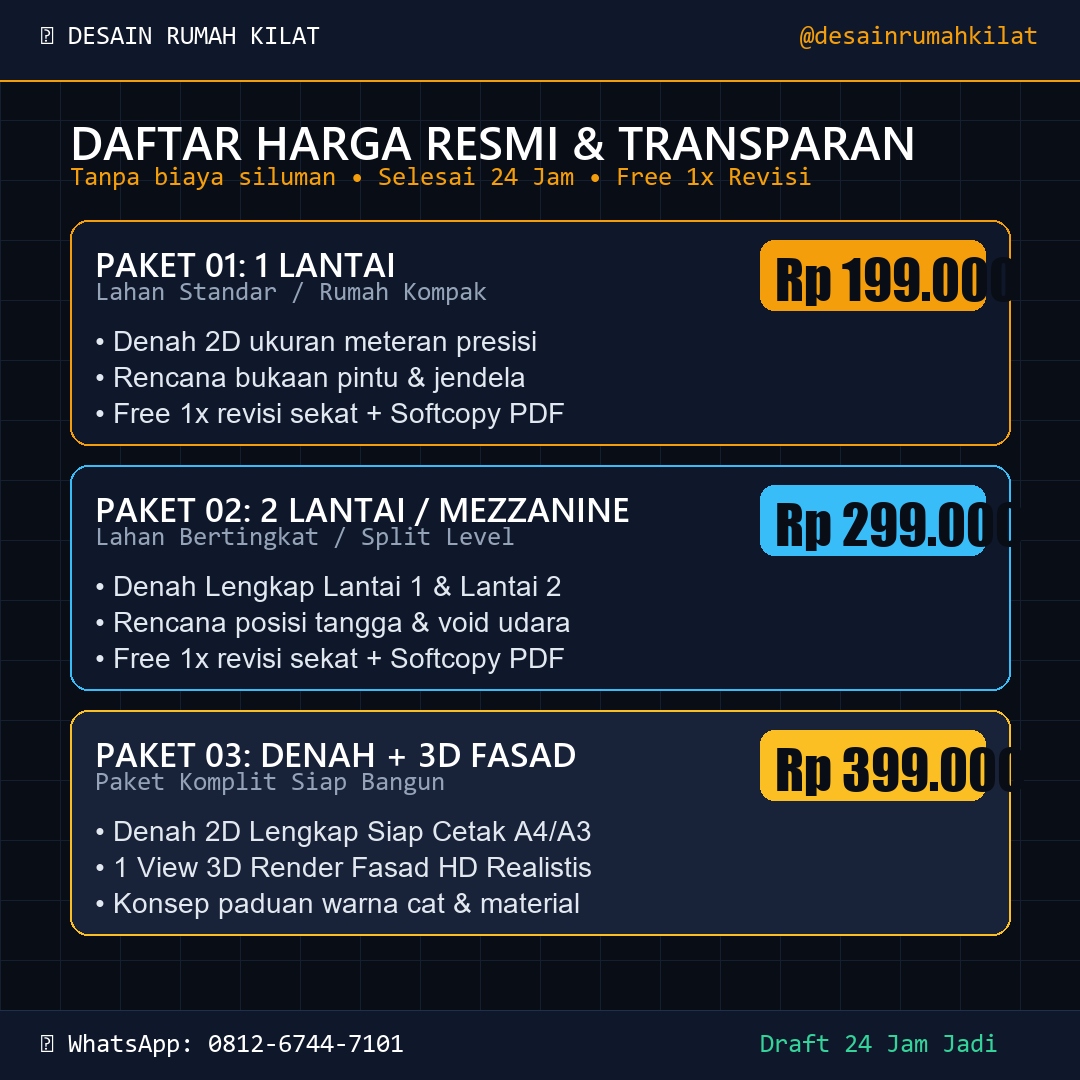 DESAIN RUMAH KILAT
@desainrumahkilat
DAFTAR HARGA RESMI & TRANSPARAN
Tanpa biaya siluman • Selesai 24 Jam • Free 1x Revisi
PAKET 01: 1 LANTAI
Rp 199.000
Lahan Standar / Rumah Kompak
• Denah 2D ukuran meteran presisi
• Rencana bukaan pintu & jendela
• Free 1x revisi sekat + Softcopy PDF
PAKET 02: 2 LANTAI / MEZZANINE
Rp 299.000
Lahan Bertingkat / Split Level
• Denah Lengkap Lantai 1 & Lantai 2
• Rencana posisi tangga & void udara
• Free 1x revisi sekat + Softcopy PDF
PAKET 03: DENAH + 3D FASAD
Rp 399.000
Paket Komplit Siap Bangun
• Denah 2D Lengkap Siap Cetak A4/A3
• 1 View 3D Render Fasad HD Realistis
• Konsep paduan warna cat & material
WhatsApp: 0812-6744-7101
Draft 24 Jam Jadi